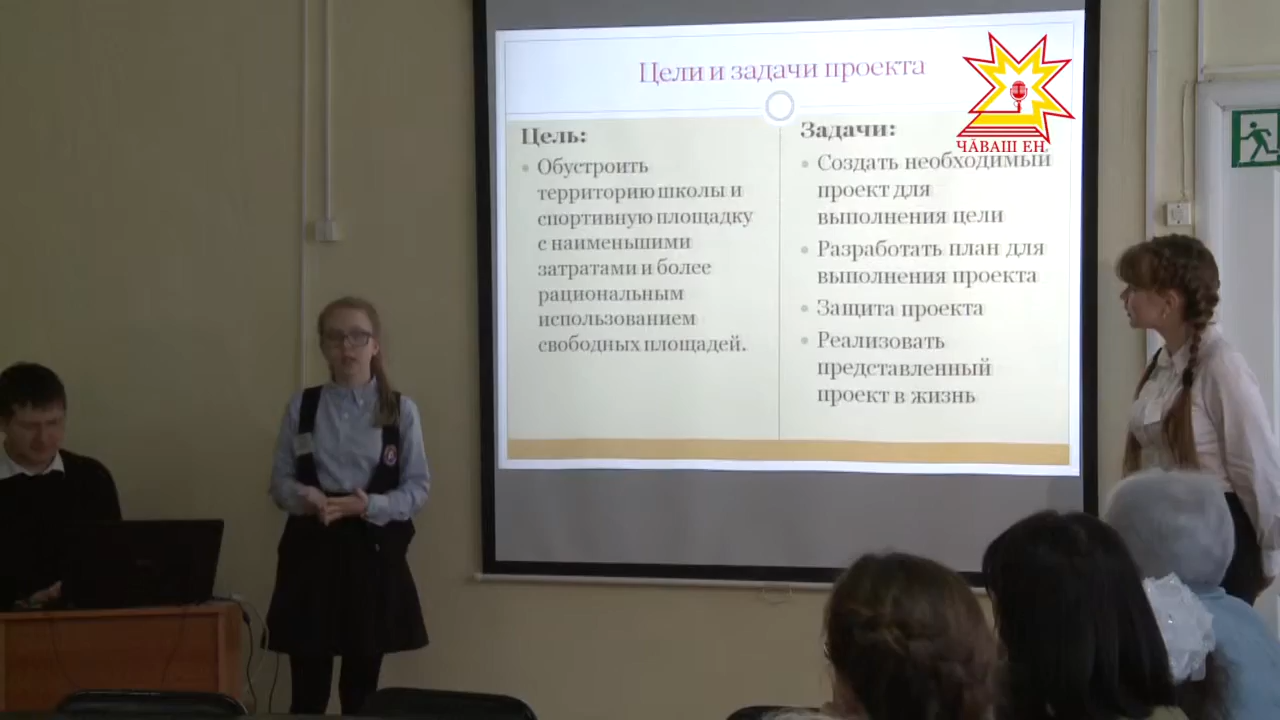 Цели и задачи проекта
ЧӐВАШ ЕН
Цель:
Обустроить
территорию школы и
спортивную площадку
с наименьшими
затратами и более
рациональным
использованием
свободных площадей.
Задачи:
Создать необходимый
проект для
выполнения цели
Разработать план для
выполнения проекта
Защита проекта
Реализовать
представленный
проект в жизнь